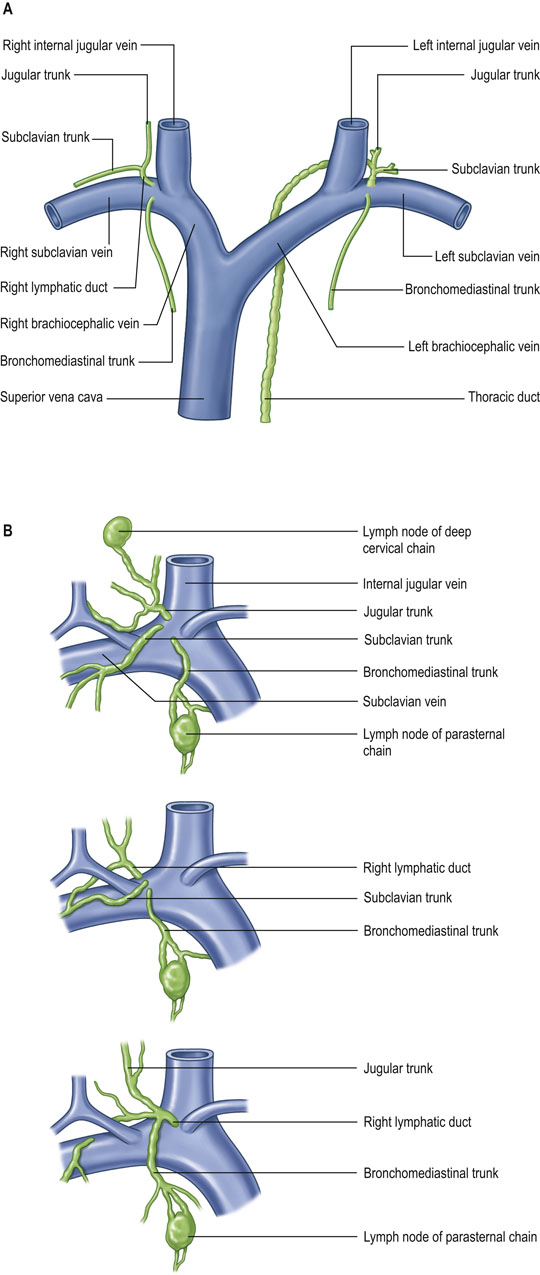 A
Right internal jugular vein
Left internal jugular vein
Jugular trunk
Jugular trunk
Subclavian trunk
Subclavian trunk
Right subclavian vein
Left subclavian vein
Right lymphatic duct
Bronchomediastinal trunk
Right brachiocephalic vein
Left brachiocephalic vein
Bronchomediastinal trunk
Superior vena cava
Thoracic duct
B
Lymph node of deep
cervical chain
Internal jugular vein
Jugular trunk
Subclavian trunk
Bronchomediastinal trunk
Subclavian vein
Lymph node of parasternal
chain
Right lymphatic duct
Subclavian trunk
Bronchomediastinal trunk
Jugular trunk
Right lymphatic duct
Bronchomediastinal trunk
Lymph node of parasternal chain